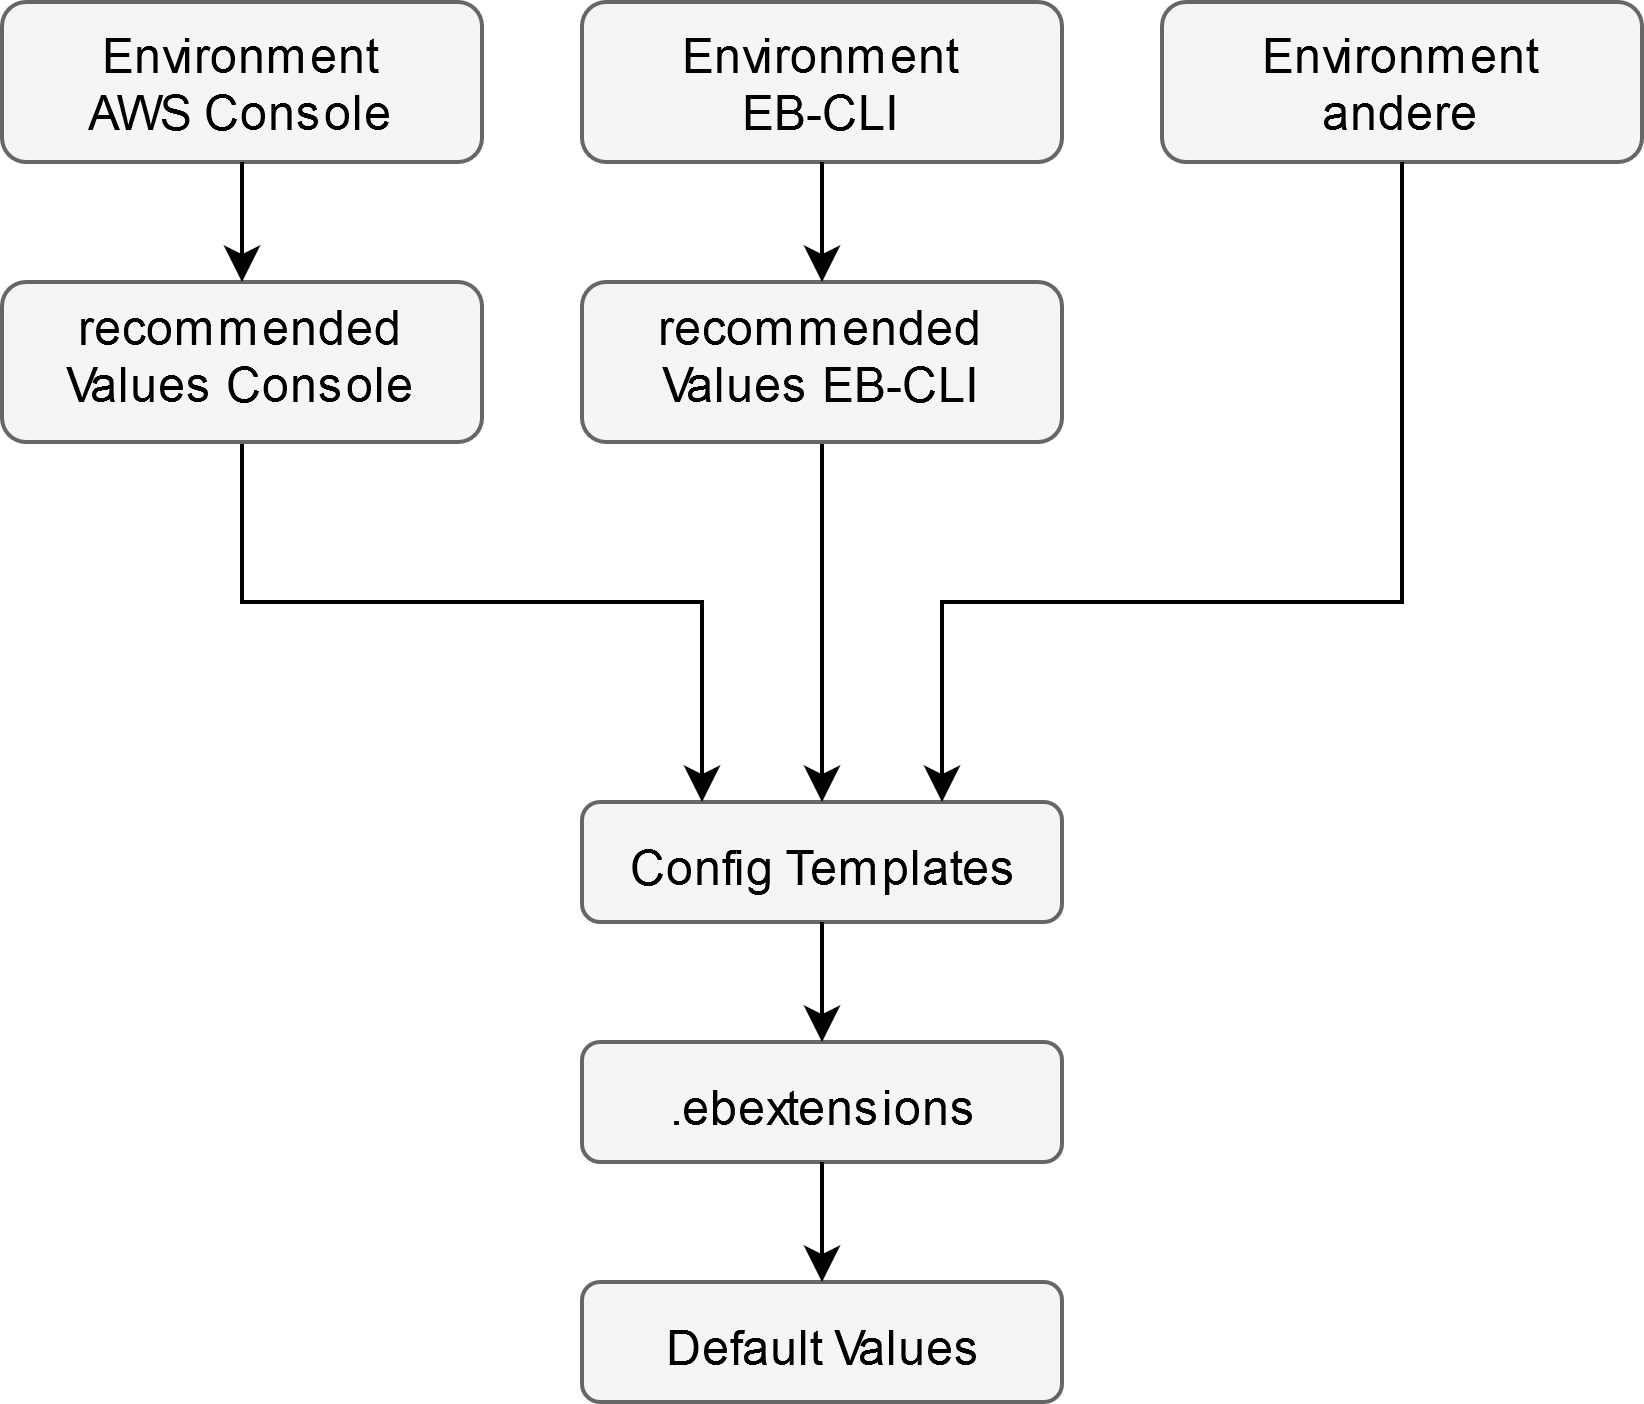 Environment
AWS Console
Environment
EB-CLI
Environment
andere
recommended
Values Console
recommended
Values EB-CLI
Config Templates
.ebextensions
Default Values